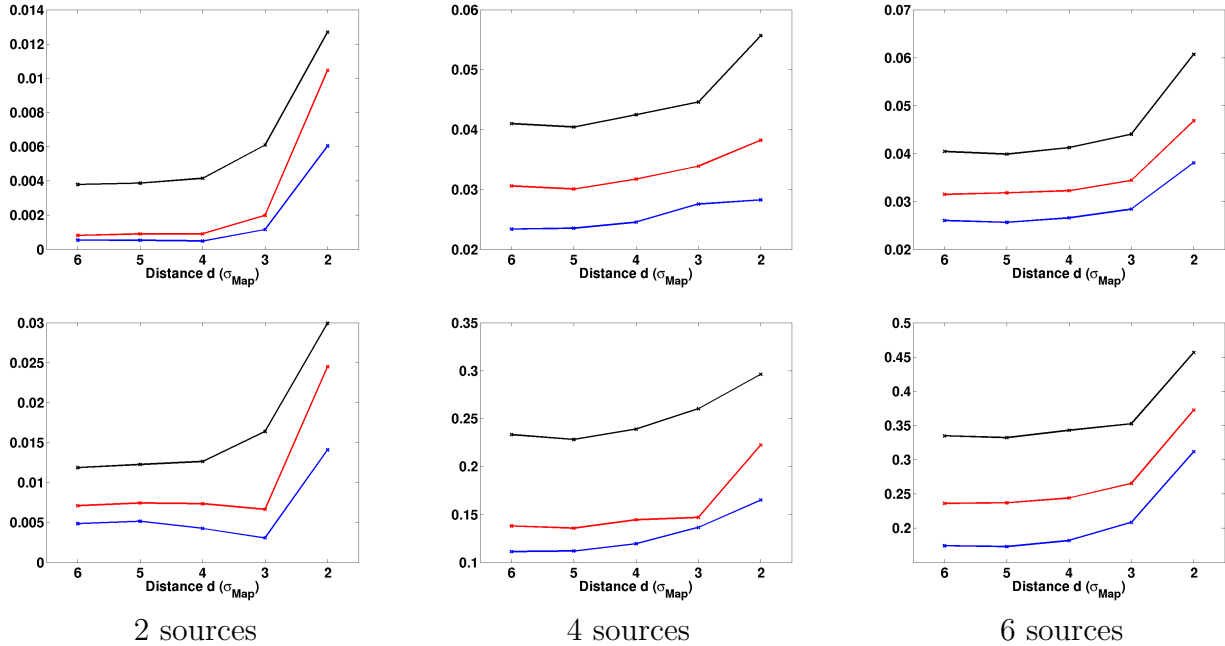 0.014
0.012
0.01
0.008
0.006
0.004
0.002
0
6 5 4 3 2
Distance d (σMap)
0.06
0.05
0.04
0.03
0.02
6 5 4 3 2
Distance d (σMap)
0.07
0.06
0.05
0.04
0.03
0.02
6 5 4 3 2
Distance d (σMap)
0.03
0.025
0.02
0.015
0.01
0.005
0
6 5 4 3 2
Distance d (σMap)
0.35
0.3
0.25
0.2
0.15
0.1
6 5 4 3 2
Distance d (σMap)
0.5
0.45
0.4
0.35
0.3
0.25
0.2
6 5 4 3 2
Distance d (σMap)
2 sources
4 sources
6 sources